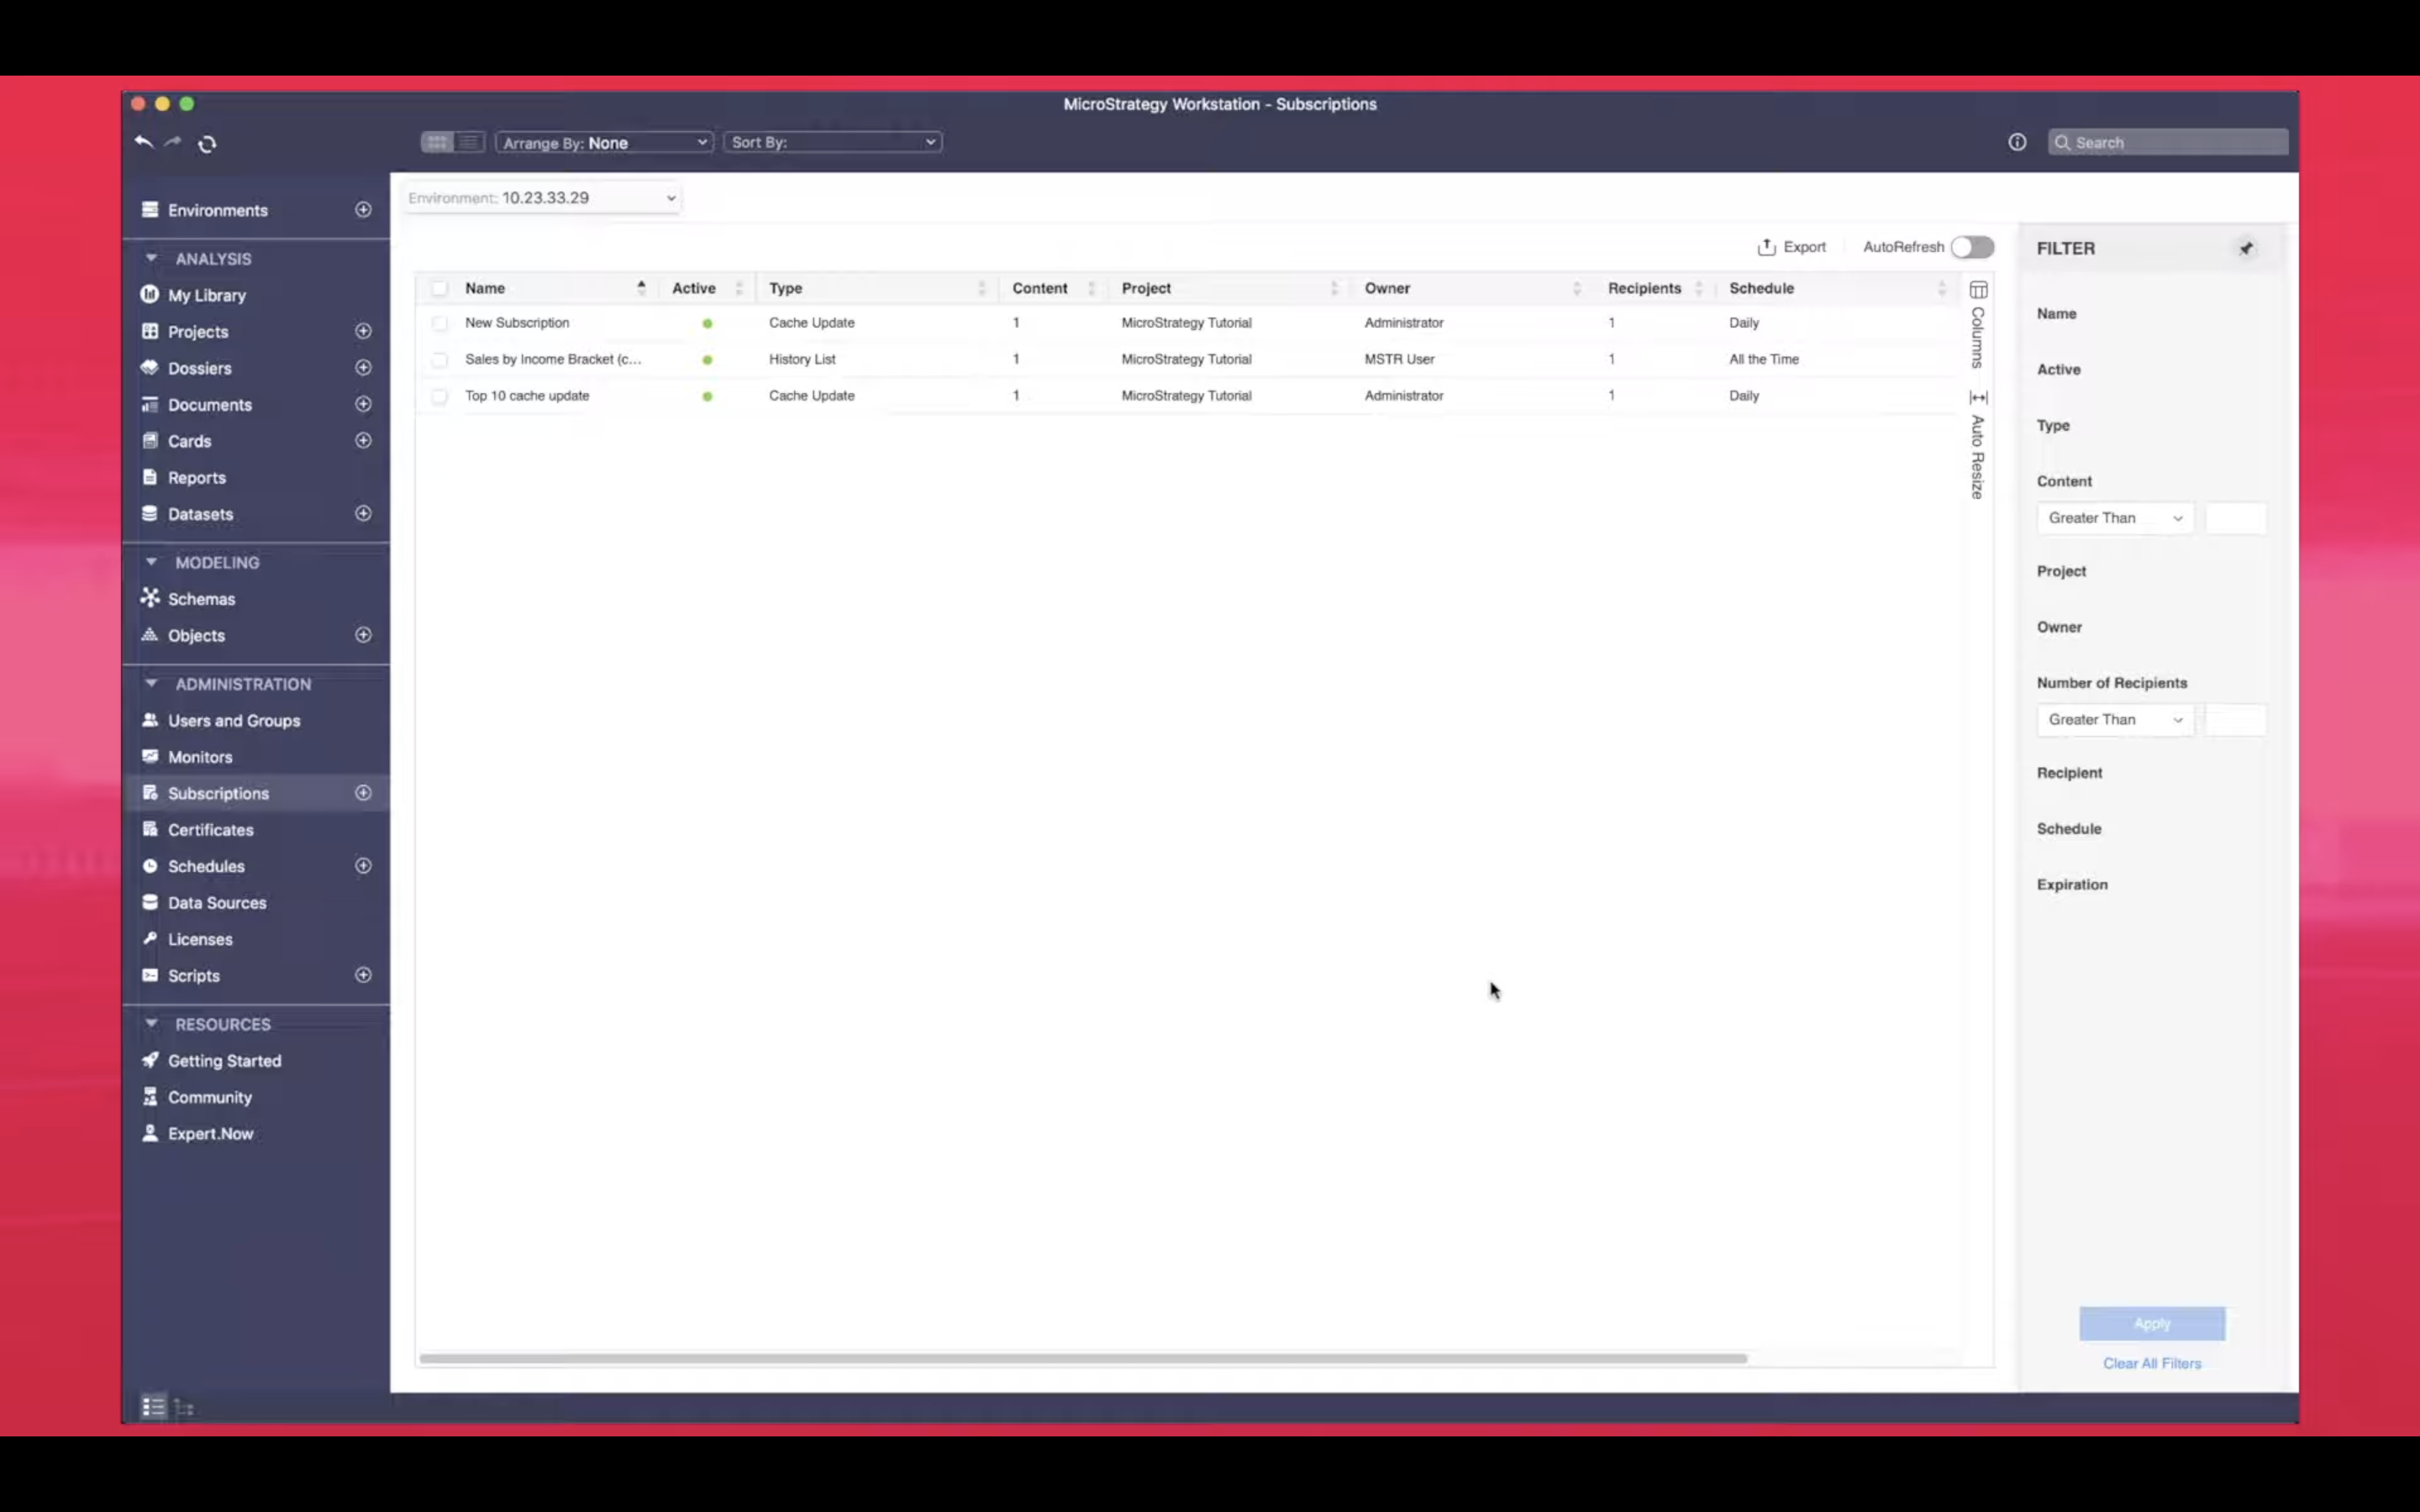 MicroStrategy Workstation - Subscriptions
Arrange By: None
Sort By:
Search
Environments
ANALYSIS
My Library
Projects
Dossiers
Documents
Cards
Reports
Datasets
MODELING
Schemas
Objects
ADMINISTRATION
Users and Groups
Monitors
Subscriptions
Certificates
Schedules
Data Sources
Licenses
Scripts
RESOURCES
Getting Started
Community
Expert.Now
Environment: 10.23.33.29
Export AutoRefresh
Name Active Type Content Project Owner Recipients Schedule
New Subscription Cache Update 1 MicroStrategy Tutorial Administrator 1 Daily
Sales by Income Bracket (c... History List 1 MicroStrategy Tutorial MSTR User 1 All the Time
Top 10 cache update Cache Update 1 MicroStrategy Tutorial Administrator 1 Daily
Columns
Auto Resize
FILTER
Name
Active
Type
Content
Greater Than
Project
Owner
Number of Recipients
Greater Than
Recipient
Schedule
Expiration
Apply
Clear All Filters